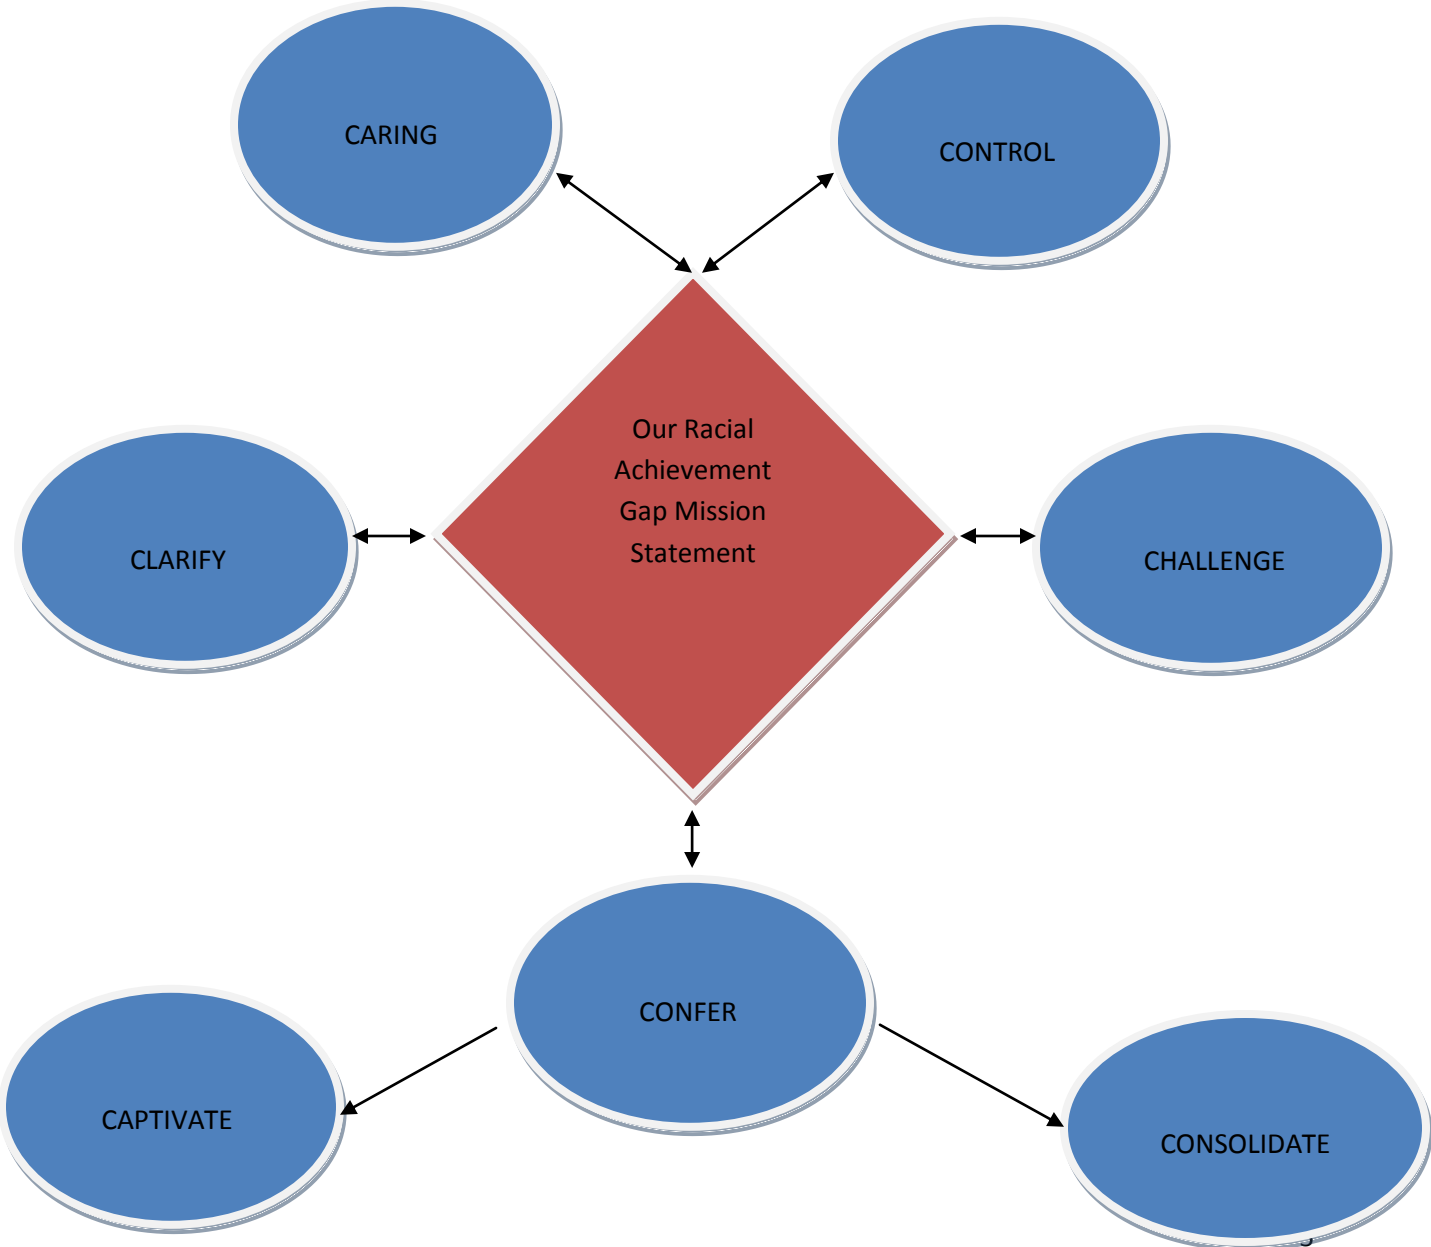 CARING
CONTROL
Our Racial
Achievement
Gap Mission
Statement
CLARIFY
CHALLENGE
CONFER
CAPTIVATE
CONSOLIDATE